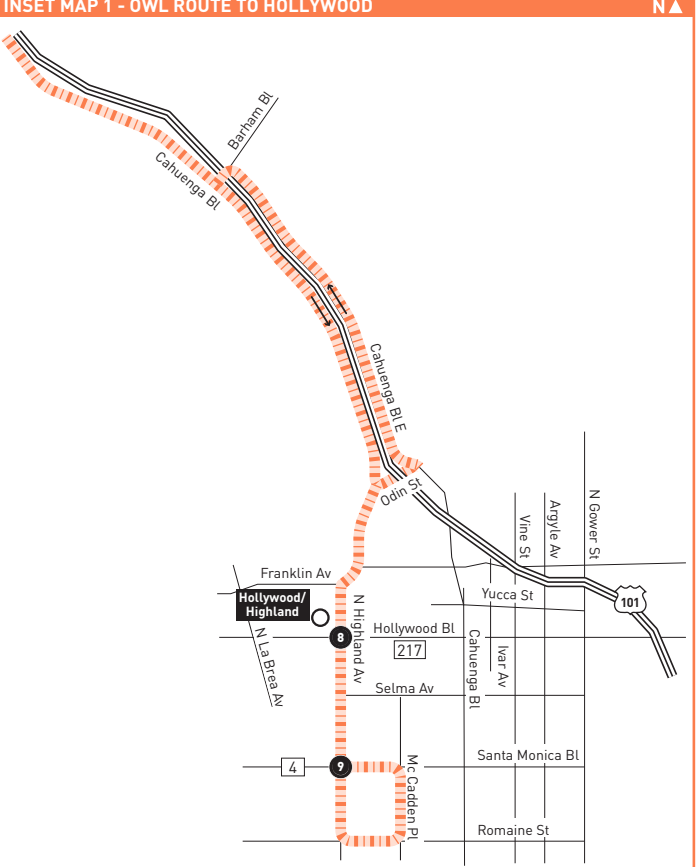 INSET MAP 1 - OWL ROUTE TO HOLLYWOOD
N
Barham Bl
Cahuenga Bl
Cahuenga Bl E
Odin St
N Gower St
Argyle Av
Vine St
Franklin Av
Yucca St
101
Hollywood/
Highland
N Highland Av
8
Hollywood Bl
217
N La Brea Av
Cahuenga Bl
Ivar Av
Selma Av
4
9
Mc Cadden Pl
Santa Monica Bl
Romaine St